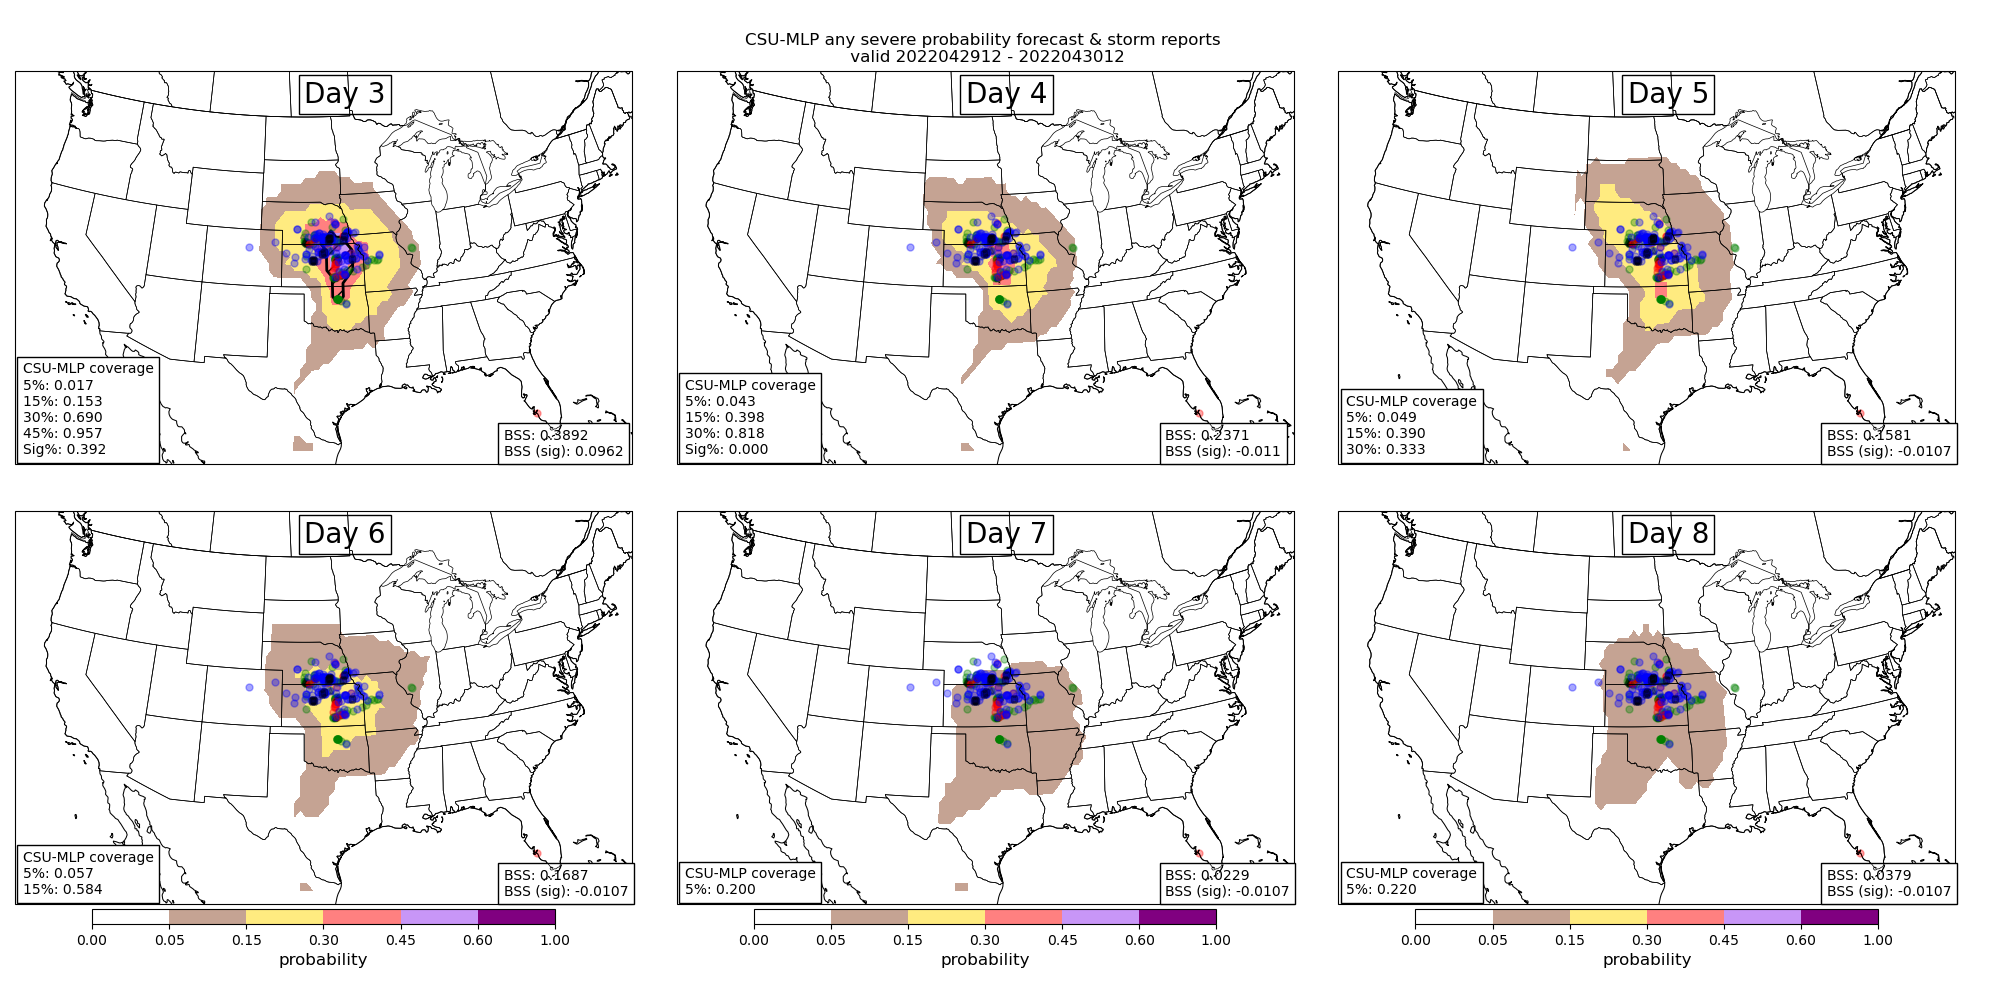 CSU-MLP any severe probability forecast & storm reports
valid 2022042912 - 2022043012
Day 3
CSU-MLP coverage
5%: 0.017
15%: 0.153
30%: 0.690
45%: 0.957
Sig%: 0.392
BSS: 0.3892
BSS (sig): 0.0962
Day 4
CSU-MLP coverage
5%: 0.043
15%: 0.398
30%: 0.818
Sig%: 0.000
BSS: 0.2371
BSS (sig): -0.011
Day 5
CSU-MLP coverage
5%: 0.049
15%: 0.390
30%: 0.333
BSS: 0.1581
BSS (sig): -0.0107
Day 6
CSU-MLP coverage
5%: 0.057
15%: 0.584
BSS: 0.1687
BSS (sig): -0.0107
0.00 0.05 0.15 0.30 0.45 0.60 1.00
probability
Day 7
CSU-MLP coverage
5%: 0.200
BSS: 0.0229
BSS (sig): -0.0107
0.00 0.05 0.15 0.30 0.45 0.60 1.00
probability
Day 8
CSU-MLP coverage
5%: 0.220
BSS: 0.0379
BSS (sig): -0.0107
0.00 0.05 0.15 0.30 0.45 0.60 1.00
probability